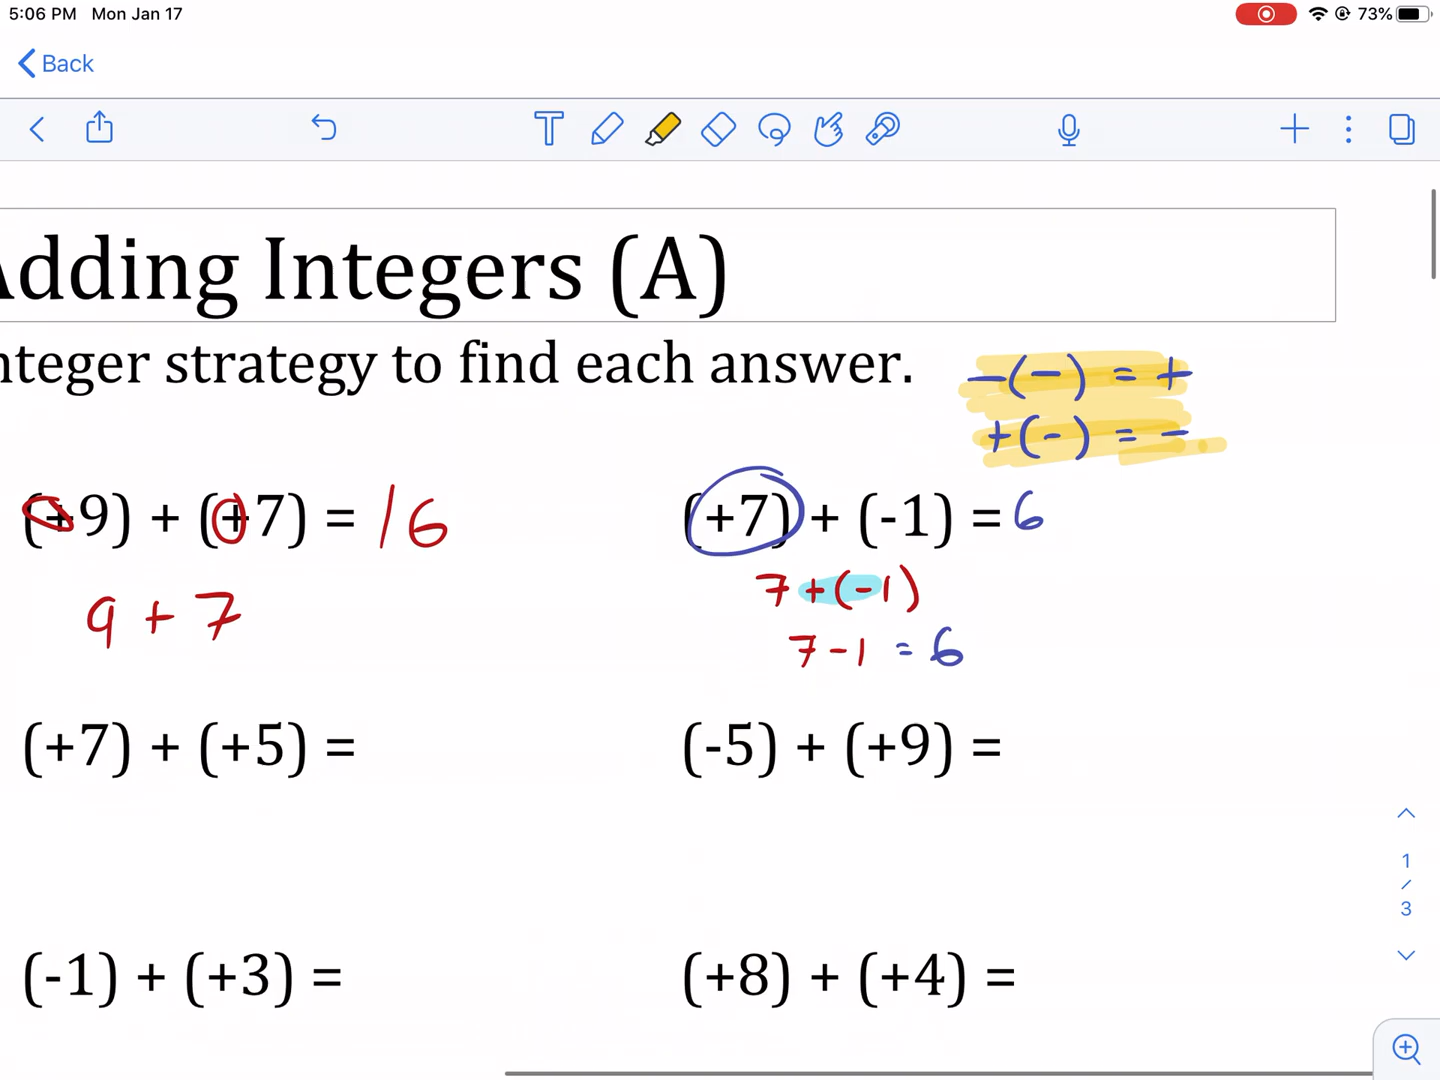 5:06 PM Mon Jan 17 73%
Back
T
Adding Integers (A)
nteger strategy to find each answer.
-(-) = +
+(-) = -
(+9) + (+7) = 16
9 + 7
(+7) + (-1) = 6
7 + (-1)
7 - 1 = 6
(+7) + (+5) =
(-5) + (+9) =
(-1) + (+3) =
(+8) + (+4) =
1
/
3